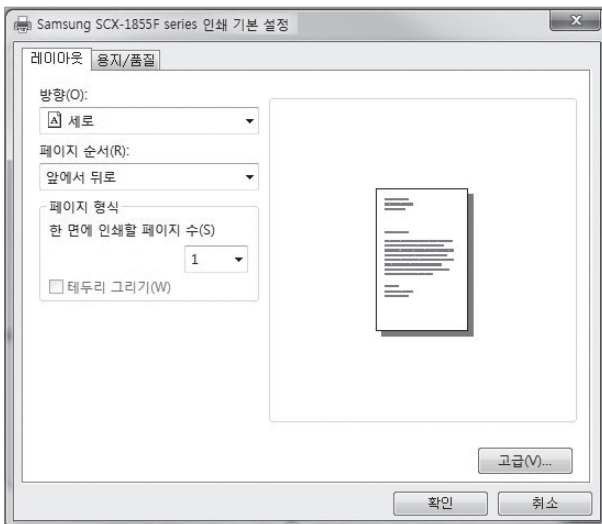 Samsung SCX-1855F series 인쇄 기본 설정
레이아웃 용지/품질
방향(O):
A 세로
페이지 순서(R):
앞에서 뒤로
페이지 형식
한 면에 인쇄할 페이지 수(S)
1
테두리 그리기(W)
고급(V)...
확인 취소